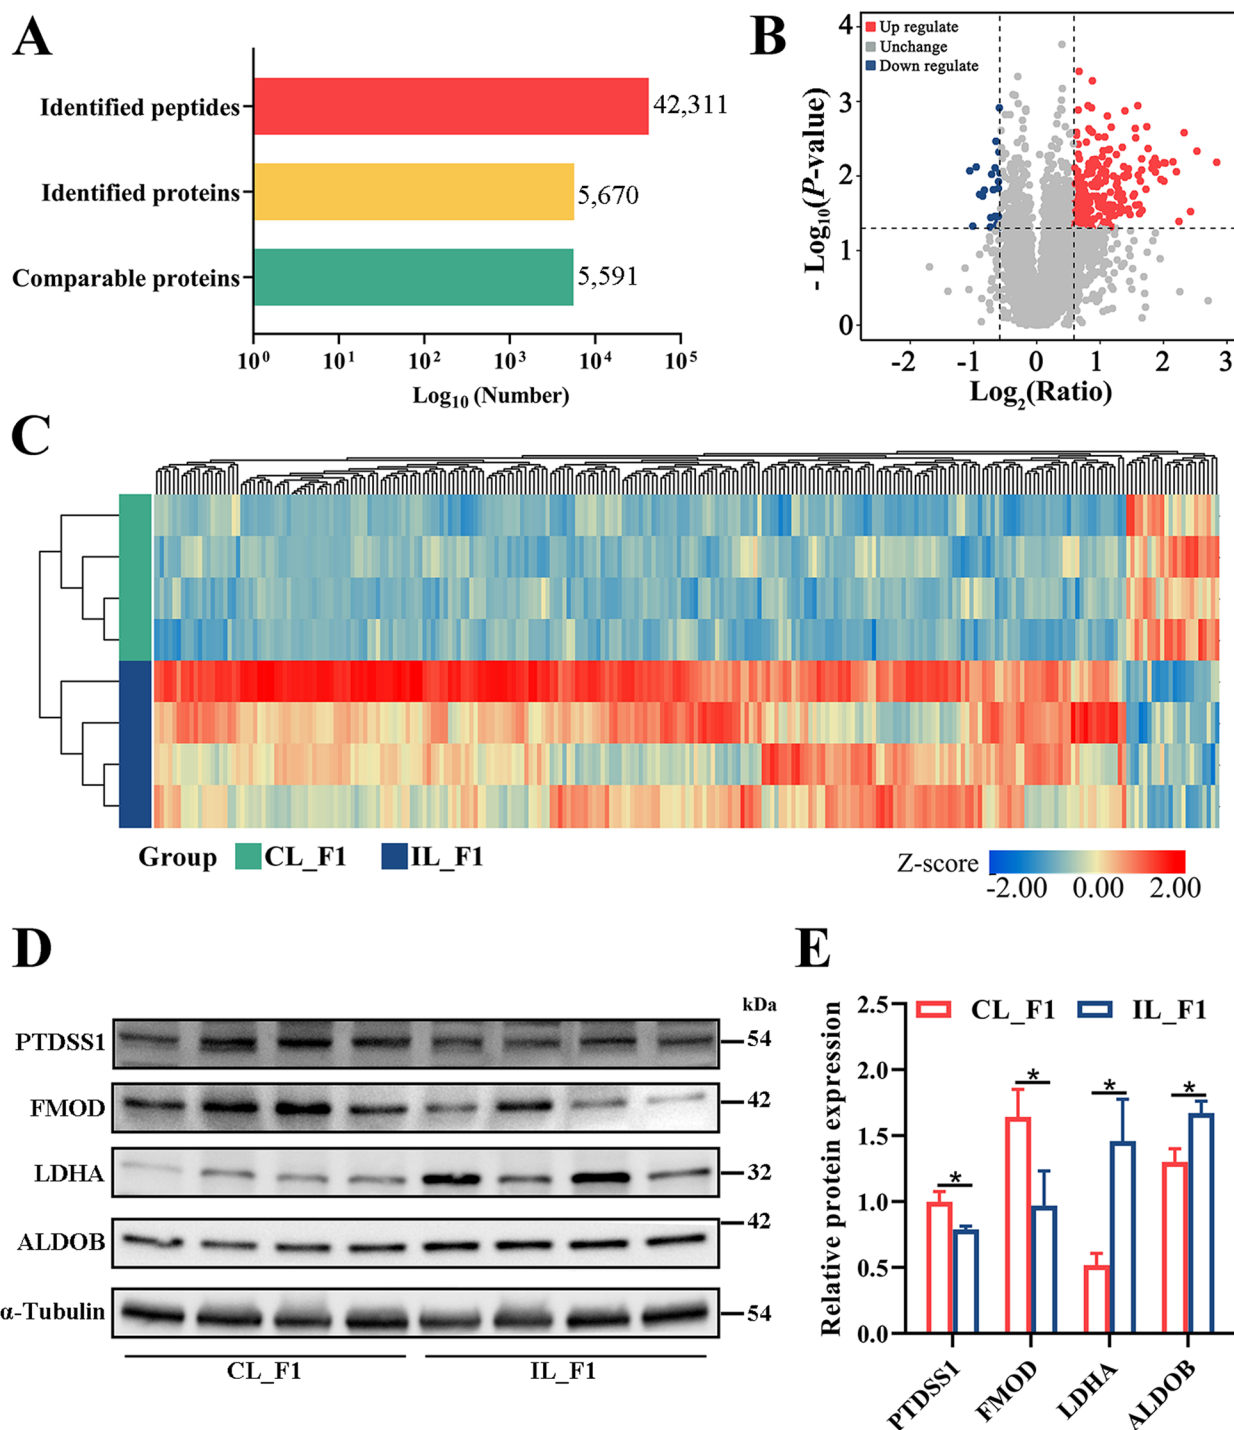 A
Identified peptides
42,311
Identified proteins
5,670
Comparable proteins
5,591
10⁰ 10¹ 10² 10³ 10⁴ 10⁵
Log₁₀ (Number)
B
Up regulate
Unchange
Down regulate
4
3
2
1
0
- Log₁₀(P-value)
-2 -1 0 1 2 3
Log₂(Ratio)
C
Group CL_F1 IL_F1
Z-score
-2.00 0.00 2.00
D
kDa
PTDSS1 54
FMOD 42
LDHA 32
42
ALDOB
α-Tubulin 54
CL_F1 IL_F1
E
CL_F1 IL_F1
Relative protein expression
2.5
2.0
1.5
1.0
0.5
0.0
* * * *
PTDSS1 FMOD LDHA ALDOB